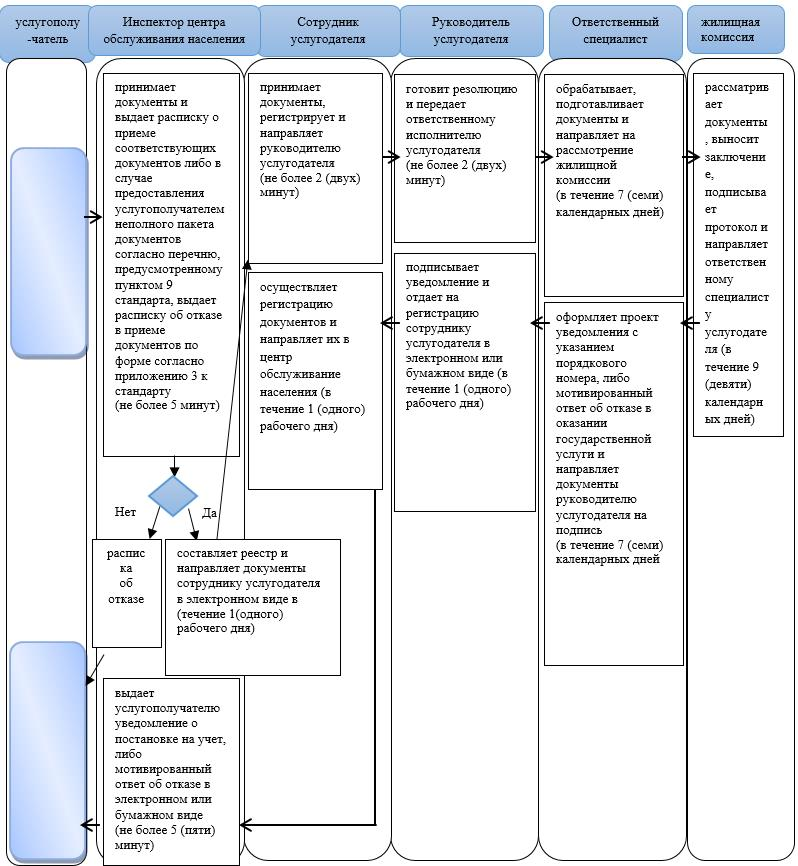 услугополу
-чатель
Инспектор центра
обслуживания населения
Сотрудник
услугодателя
Руководитель
услугодателя
Ответственный
специалист
жилищная
комиссия
принимает
документы и
выдает расписку о
приеме
соответствующих
документов либо в
случае
предоставления
услугополучателем
неполного пакета
документов
согласно перечню,
предусмотренному
пунктом 9
стандарта, выдает
расписку об отказе
в приеме
документов по
форме согласно
приложению 3 к
стандарту
(не более 5 минут)
Нет
Да
распис
ка
об
отказе
составляет реестр и
направляет документы
сотруднику услугодателя
в электронном виде в
(течение 1(одного)
рабочего дня)
выдает
услугополучателю
уведомление о
постановке на учет,
либо
мотивированный
ответ об отказе в
электронном или
бумажном виде
(не более 5 (пяти)
минут)
принимает
документы,
регистрирует и
направляет
руководителю
услугодателя
(не более 2 (двух)
минут)
осуществляет
регистрацию
документов и
направляет их в
центр
обслуживание
населения (в
течение 1 (одного)
рабочего дня)
готовит резолюцию
и передает
ответственному
исполнителю
услугодателя
(не более 2 (двух)
минут)
подписывает
уведомление и
отдает на
регистрацию
сотруднику
услугодателя в
электронном или
бумажном виде (в
течение 1 (одного)
рабочего дня)
обрабатывает,
подготавливает
документы и
направляет на
рассмотрение
жилищной
комиссии
(в течение 7 (семи)
календарных дней)
оформляет проект
уведомления с
указанием
порядкового
номера, либо
мотивированный
ответ об отказе в
оказании
государственной
услуги и
направляет
документы
руководителю
услугодателя на
подпись
(в течение 7 (семи)
календарных дней
рассматрив
ает
документы
, выносит
заключени
е,
подписыва
ет
протокол и
направляет
ответствен
ному
специалист
у
услугодате
ля (в
течение 9
(девяти)
календарн
ых дней)